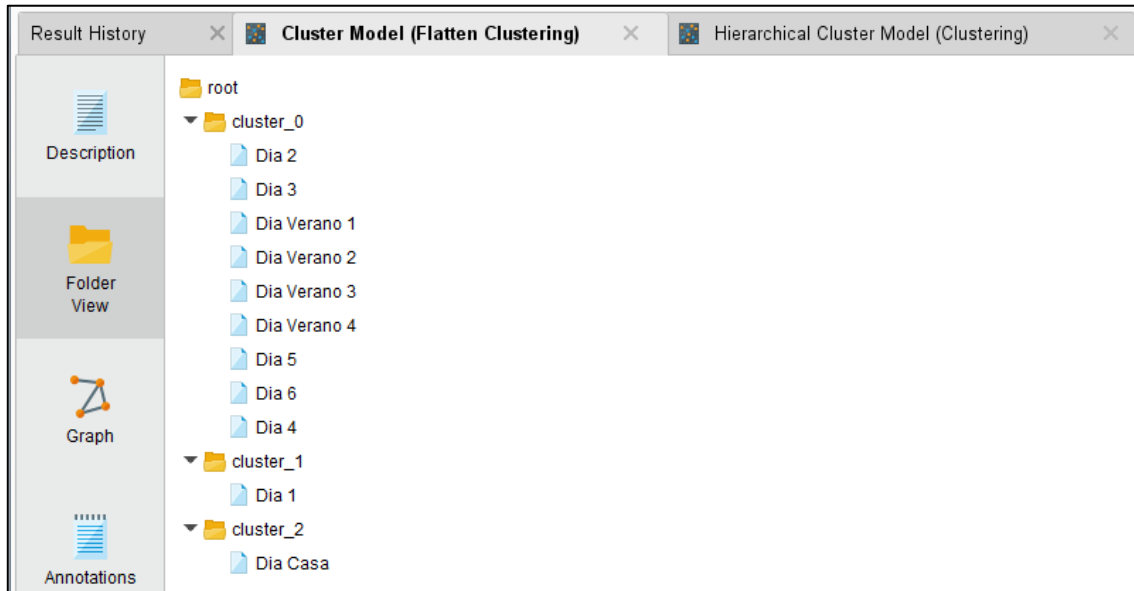 Result History
Cluster Model (Flatten Clustering)
Hierarchical Cluster Model (Clustering)
Description
Folder
View
Graph
Annotations
root
cluster_0
Dia 2
Dia 3
Dia Verano 1
Dia Verano 2
Dia Verano 3
Dia Verano 4
Dia 5
Dia 6
Dia 4
cluster_1
Dia 1
cluster_2
Dia Casa